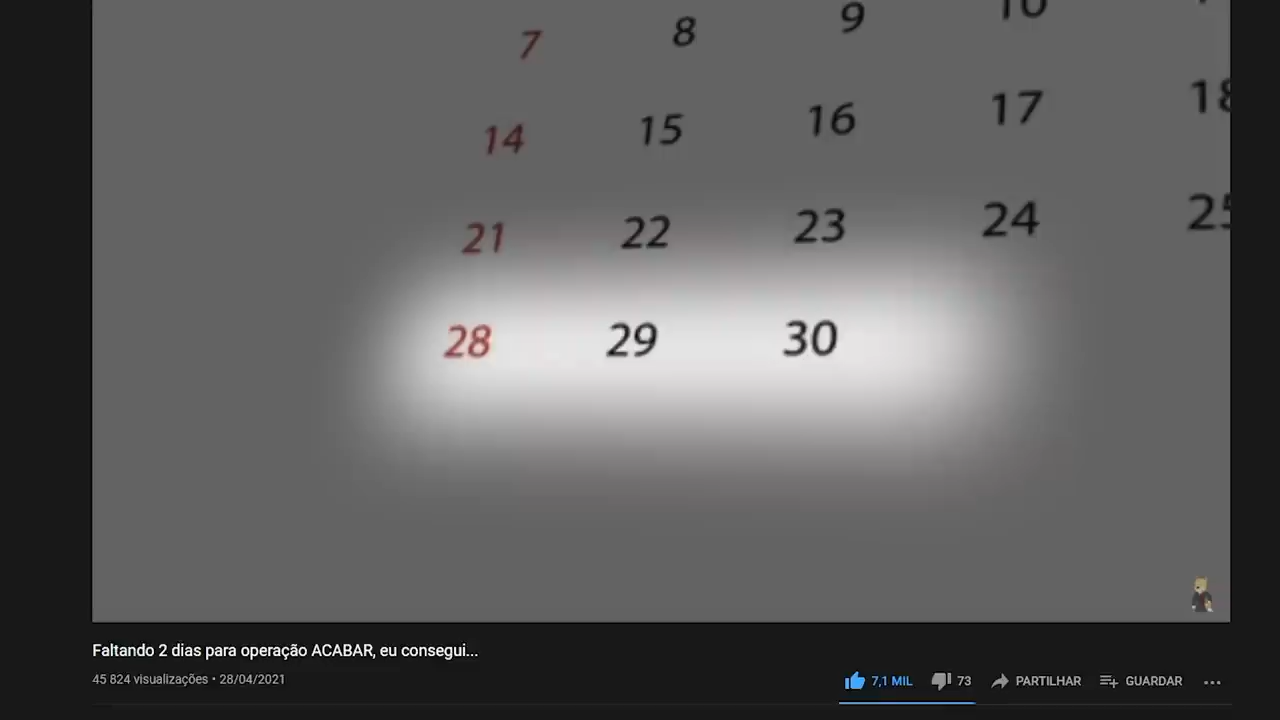 7 8 9 10
14 15 16 17 18
21 22 23 24 25
28 29 30
Faltando 2 dias para operação ACABAR, eu consegui...
45 824 visualizações • 28/04/2021
7,1 MIL 73 PARTILHAR GUARDAR ...